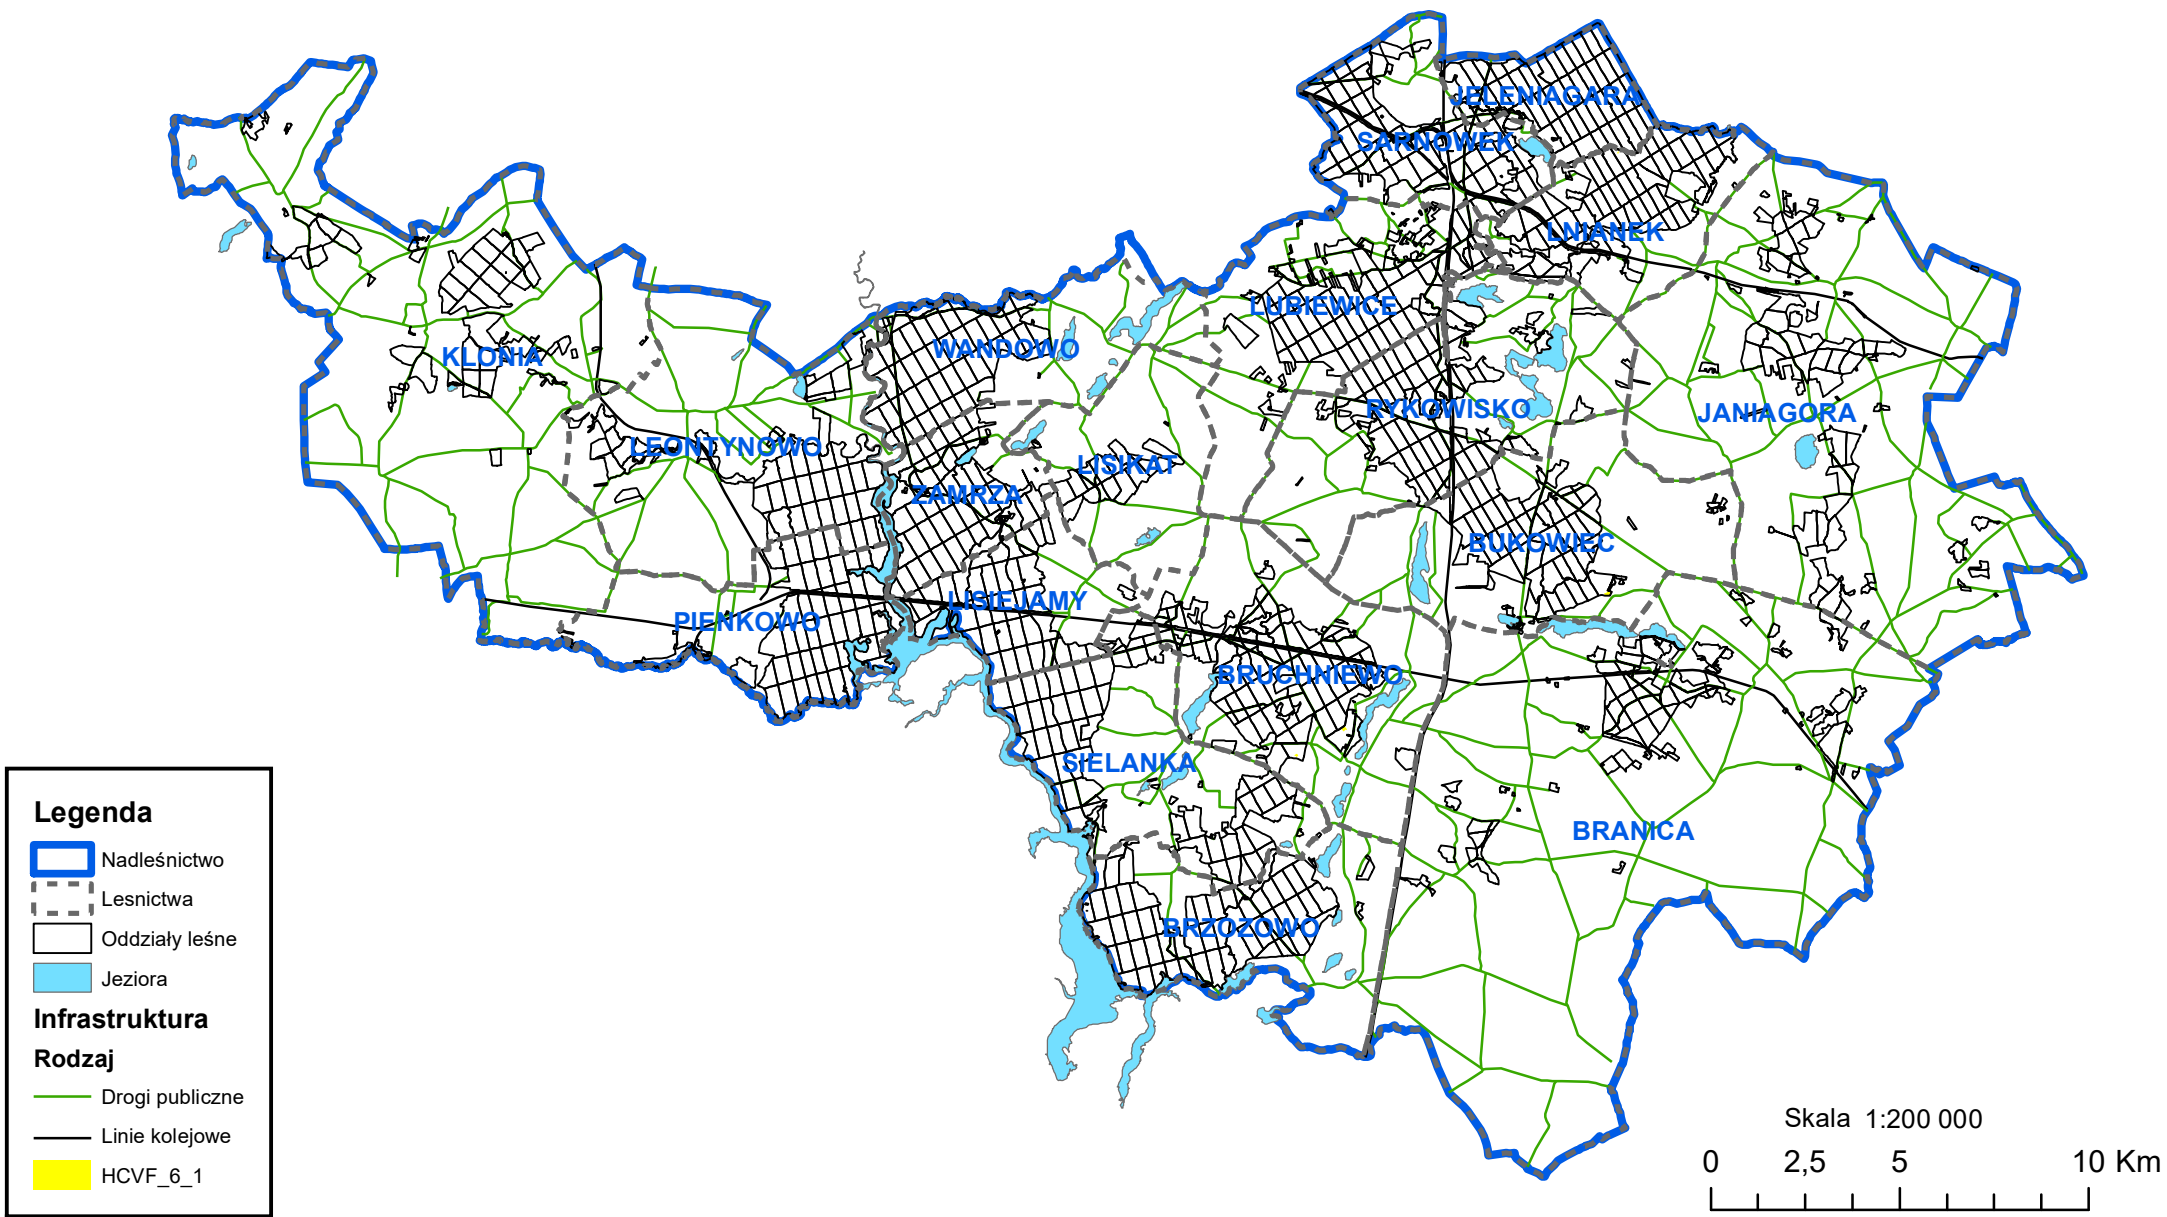 JELENIAGARA
SARNÓWEK
LNIANEK
LUBIEWICE
WANDOWO
KLONIA
RYKOWISKO
JANIAGORA
LEONTYNOWO
LISIKAT
ZAMRZA
BUKOWIEC
LISIEJAMY
PIENKOWO
BRUCHNIEWO
SIELANKA
BRANICA
BRZOZOWO
Legenda
Nadleśnictwo
Lesnictwa
Oddziały leśne
Jeziora
Infrastruktura
Rodzaj
Drogi publiczne
Linie kolejowe
HCVF_6_1
Skala 1:200 000
0 2,5 5 10 Km